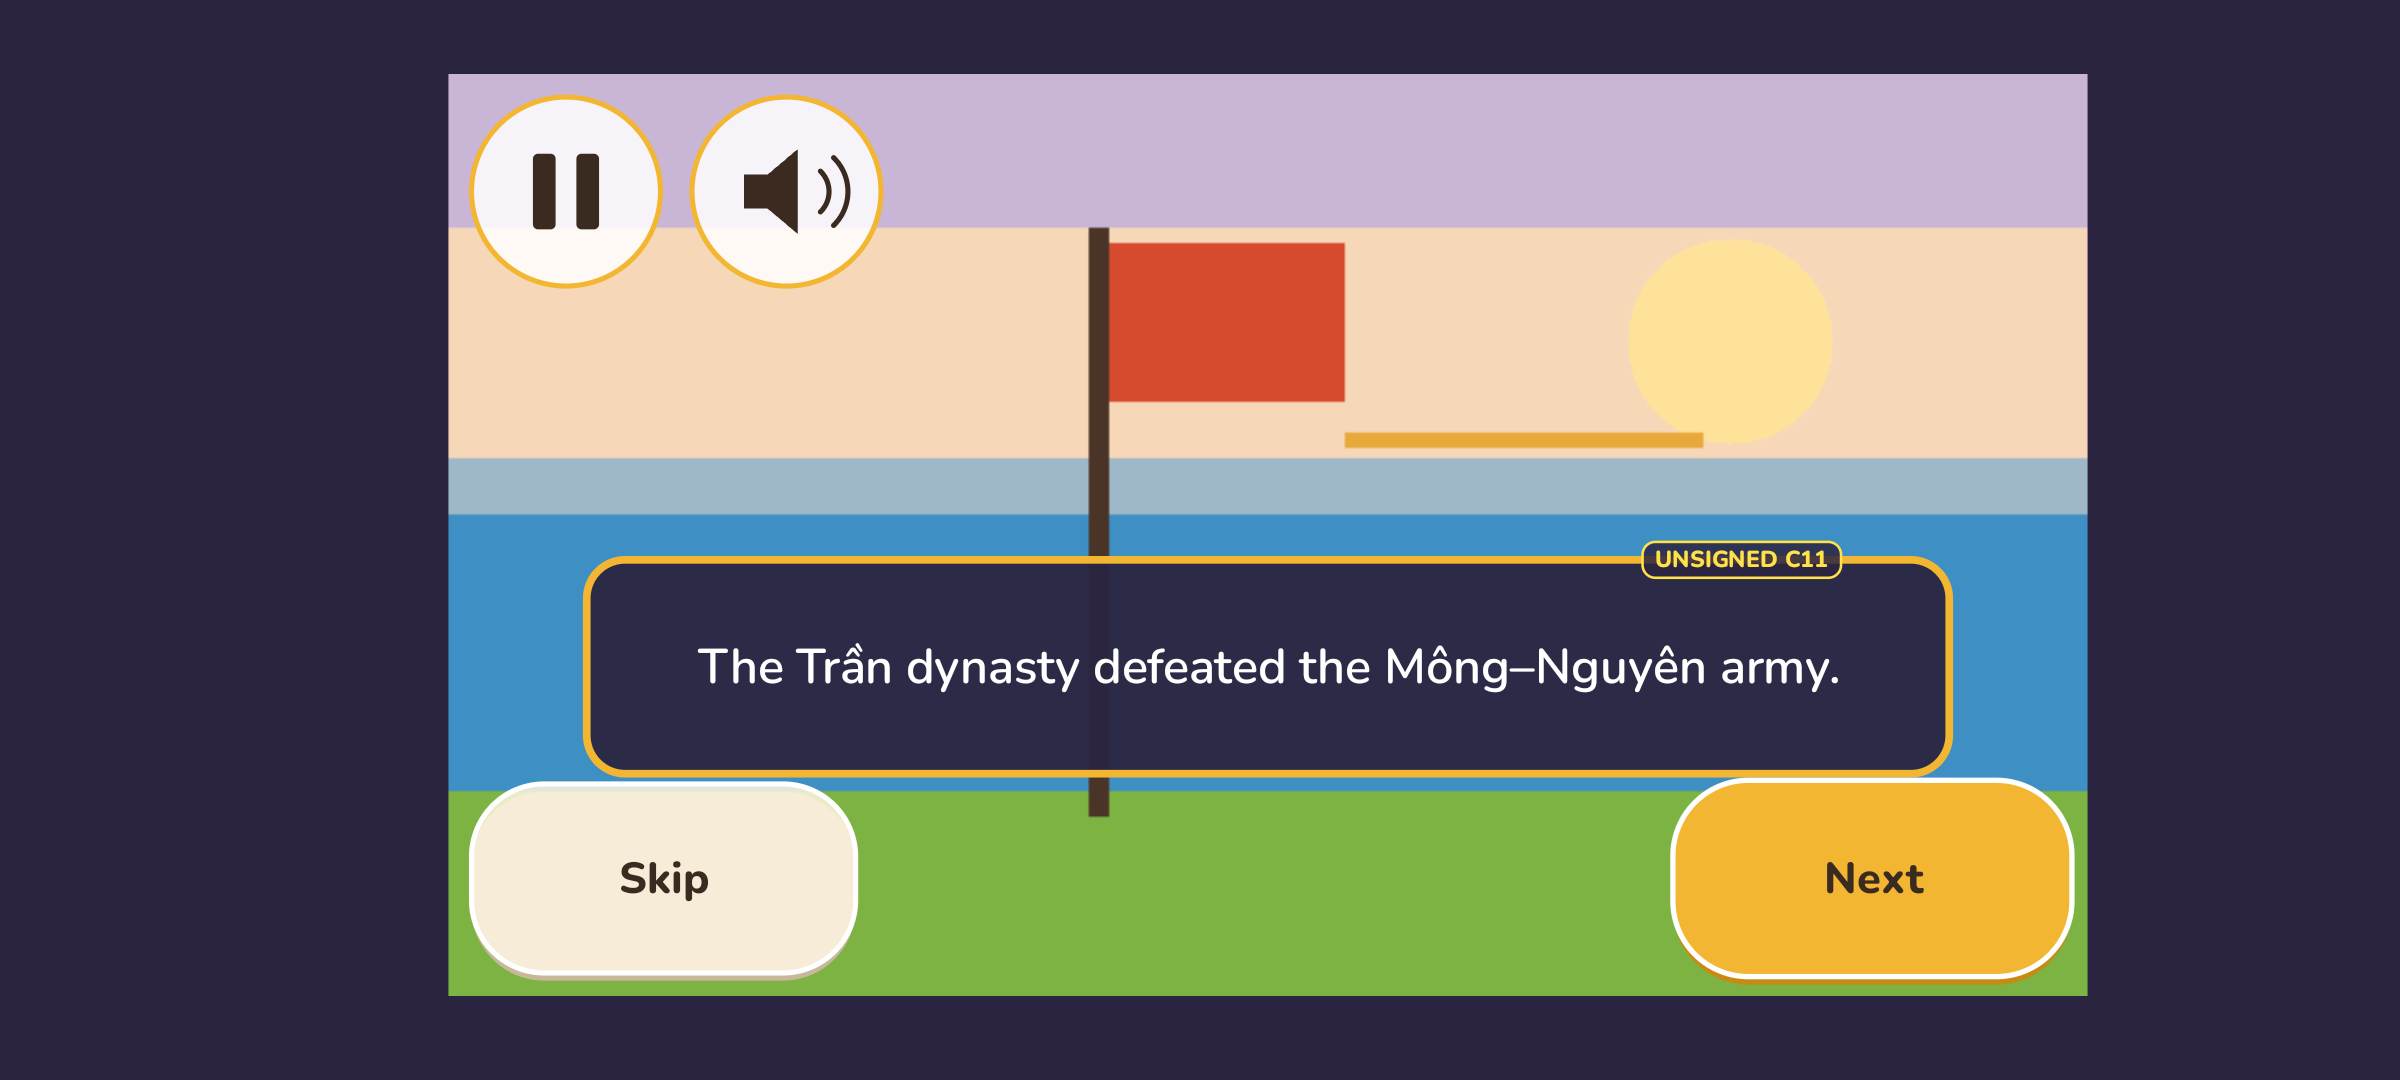 UNSIGNED C11
The Trần dynasty defeated the Mông–Nguyên army.
Skip
Next